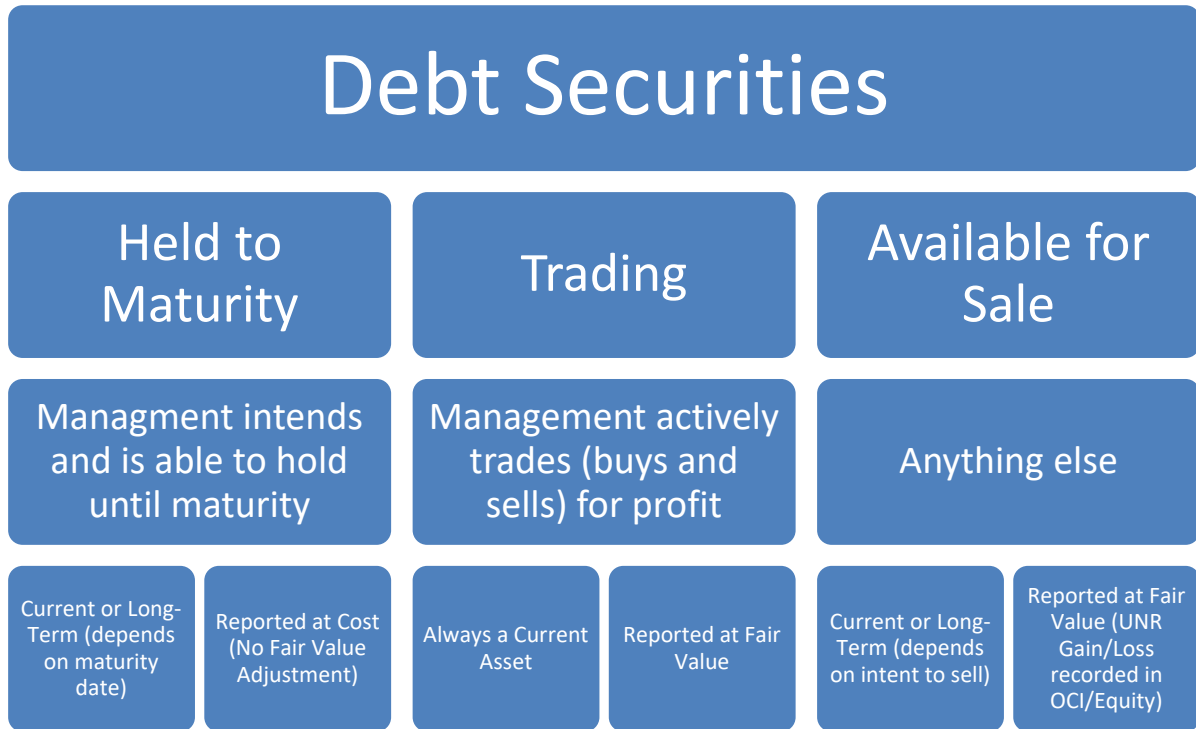 Debt Securities
Held to
Maturity
Trading
Available for
Sale
Managment intends
and is able to hold
until maturity
Management actively
trades (buys and
sells) for profit
Anything else
Current or Long-
Term (depends
on maturity
date)
Reported at Cost
(No Fair Value
Adjustment)
Always a Current
Asset
Reported at Fair
Value
Current or Long-
Term (depends
on intent to sell)
Reported at Fair
Value (UNR
Gain/Loss
recorded in
OCI/Equity)